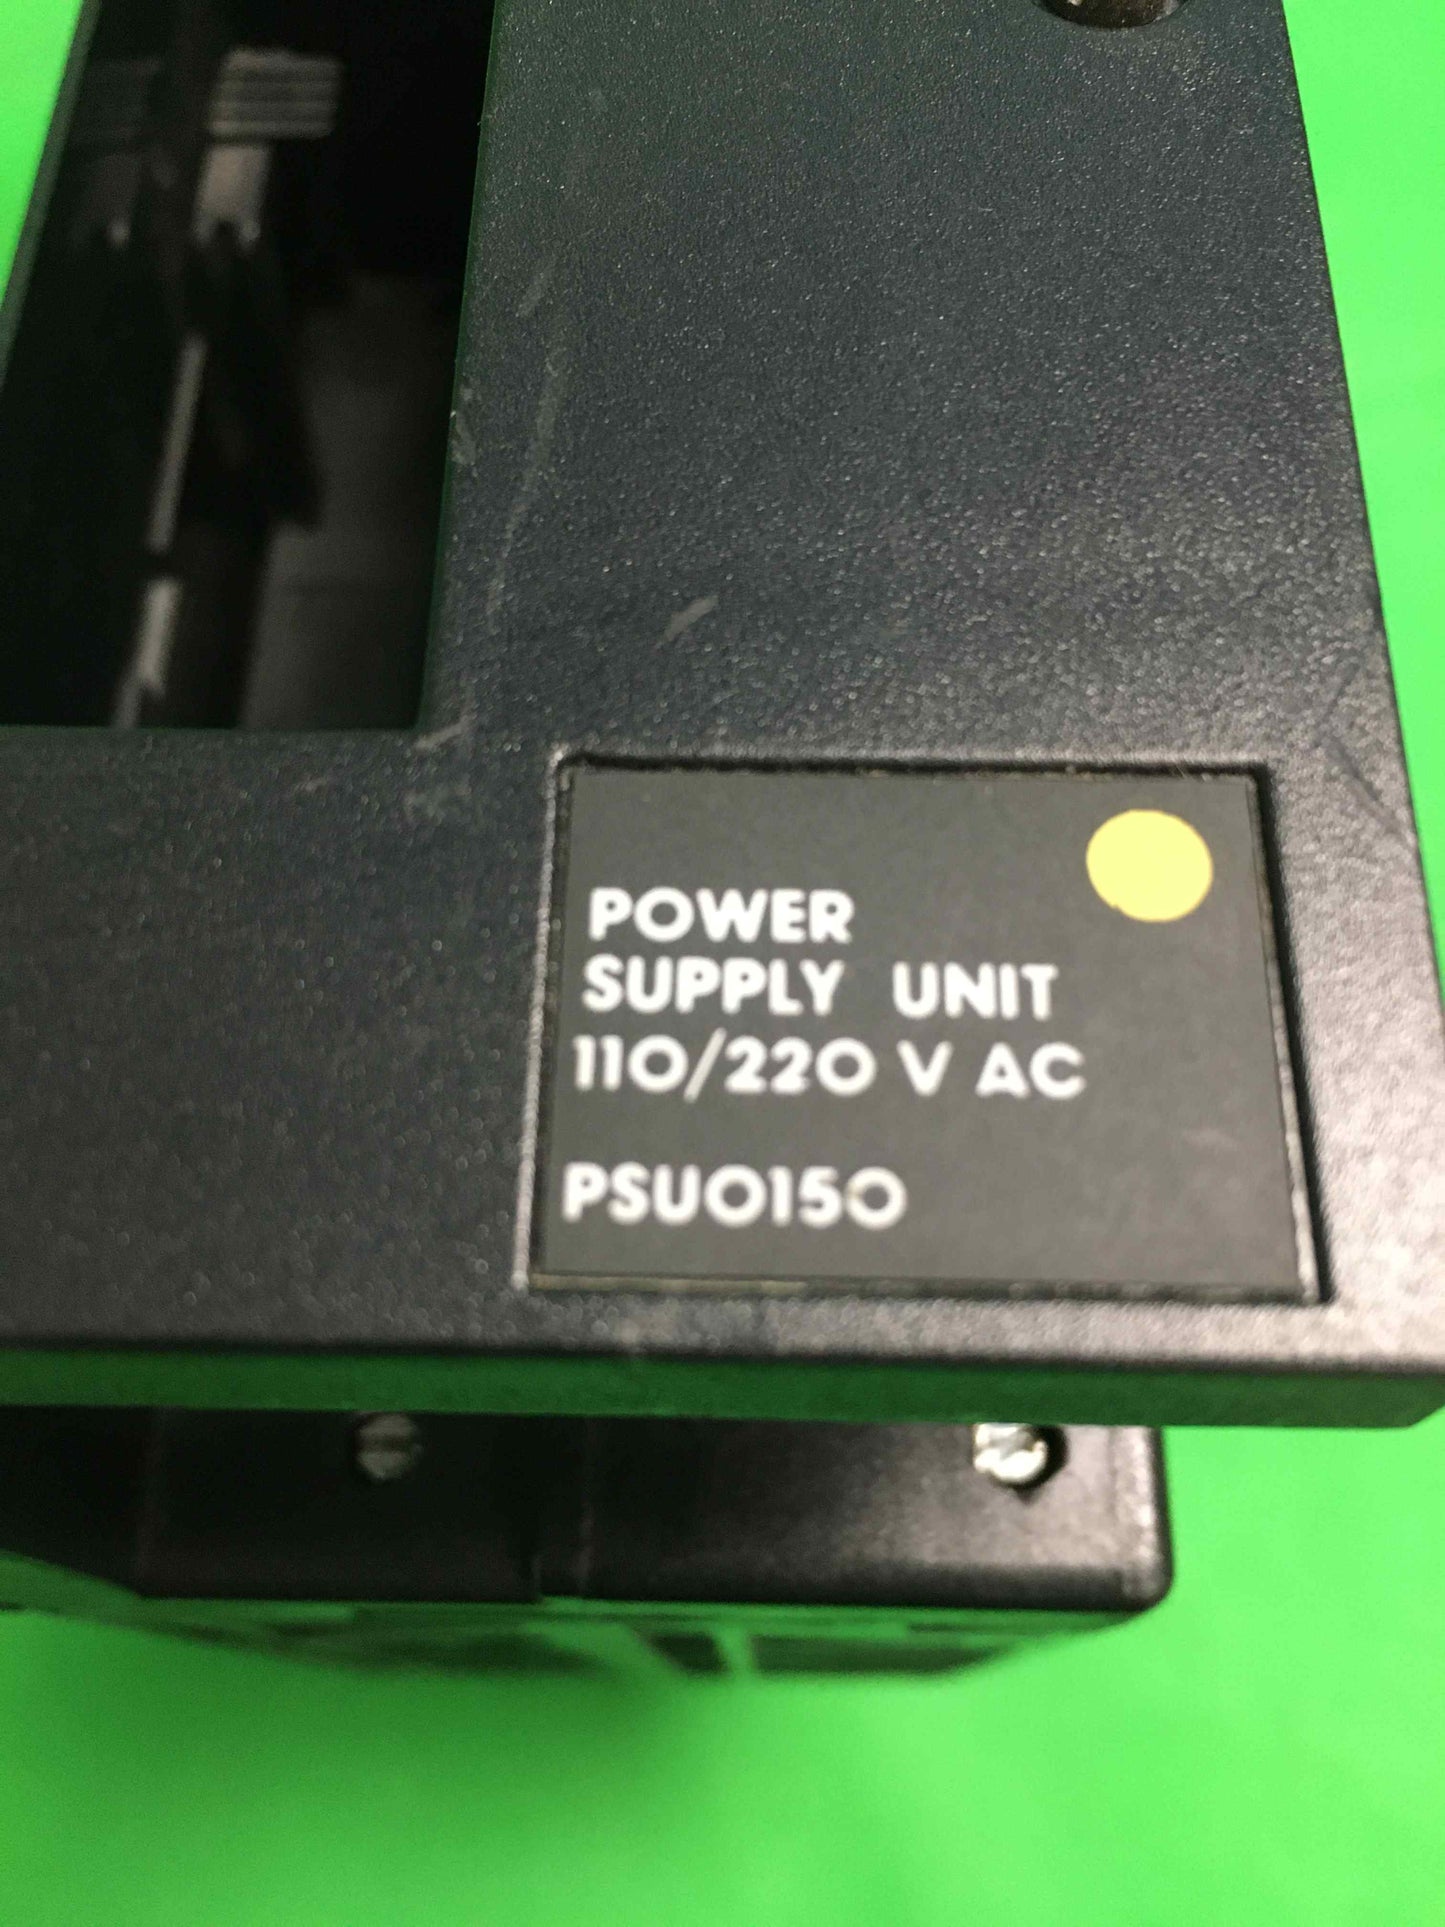 POWER
SUPPLY UNIT
110/220 V AC
PSU0150